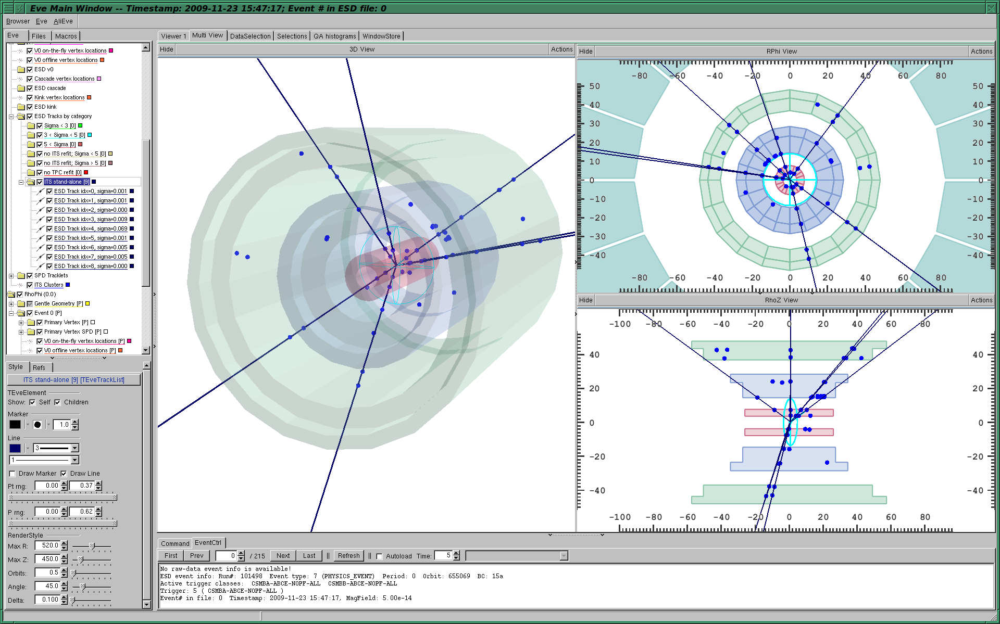 Eve Main Window -- Timestamp: 2009-11-23 15:47:17; Event # in ESD file: 0
Browser Eve AliEve
Eve Files Macros
V0 on-the-fly vertex locations
V0 offline vertex locations
ESD v0
Cascade vertex locations
ESD cascade
Kink vertex locations
ESD kink
ESD Tracks by category
Sigma < 3 [0]
3 < Sigma < 5 [0]
5 < Sigma [0]
no ITS refit; Sigma < 5 [0]
no ITS refit; Sigma > 5 [0]
no TPC refit [0]
ITS stand-alone [9]
ESD Track idx=0, sigma=0.001
ESD Track idx=1, sigma=0.001
ESD Track idx=2, sigma=0.000
ESD Track idx=3, sigma=0.009
ESD Track idx=4, sigma=0.069
ESD Track idx=5, sigma=0.001
ESD Track idx=6, sigma=0.005
ESD Track idx=7, sigma=0.005
ESD Track idx=8, sigma=0.000
SPD Tracklets
ITS Clusters
RhoPhi (0.0)
Gentle Geometry [P]
Event 0 [P]
Primary Vertex [P]
Primary Vertex SPD [P]
V0 on-the-fly vertex locations [P]
V0 offline vertex locations [P]
Style Refs
ITS stand-alone [9] [TEveTrackList]
TEveElement
Show: Self Children
Marker
1.0
Line
3
1
Draw Marker Draw Line
Pt rng: 0.00 0.37
P rng: 0.00 0.62
RenderStyle
Max R: 520.0
Max Z: 450.0
Orbits: 0.5
Angle: 45.0
Delta: 0.100
Viewer 1 Multi View DataSelection Selections QA histograms WindowStore
Hide 3D View Actions
Hide RPhi View Actions
-80 -60 -40 -20 0 20 40 60 80
50 50
40 40
30 30
20 20
10 10
0 0
-10 -10
-20 -20
-30 -30
-40 -40
-80 -60 -40 -20 0 20 40 60 80
Hide RhoZ View Actions
-100 -80 -60 -40 -20 0 20 40 60 80
40 40
20 20
0 0
-20 -20
-40 -40
-100 -80 -60 -40 -20 0 20 40 60 80
Command EventCtrl
First Prev 0 / 215 Next Last || Refresh || Autoload Time: 5
No raw-data event info is available!
ESD event info: Run#: 101498 Event type: 7 (PHYSICS_EVENT) Period: 0 Orbit: 655069 BC: 15a
Active trigger classes: CSMBA-ABCE-NOPF-ALL CSMBB-ABCE-NOPF-ALL
Trigger: 5 ( CSMBA-ABCE-NOPF-ALL )
Event# in file: 0 Timestamp: 2009-11-23 15:47:17, MagField: 5.00e-14